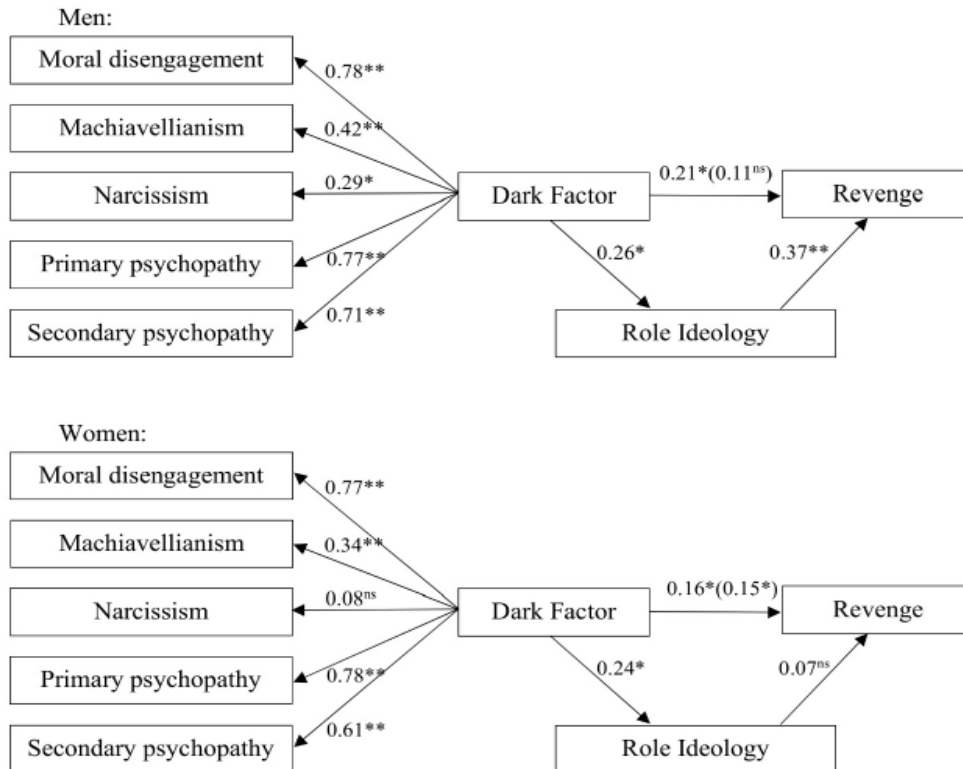 Men:
Moral disengagement
0.78**
Machiavellianism
0.42**
Narcissism
0.29*
Dark Factor
0.21*(0.11ns)
Revenge
Primary psychopathy
0.77**
0.26*
0.37**
Secondary psychopathy
0.71**
Role Ideology
Women:
Moral disengagement
0.77**
Machiavellianism
0.34**
Narcissism
0.08ns
Dark Factor
0.16*(0.15*)
Revenge
Primary psychopathy
0.78**
0.24*
0.07ns
Secondary psychopathy
0.61**
Role Ideology